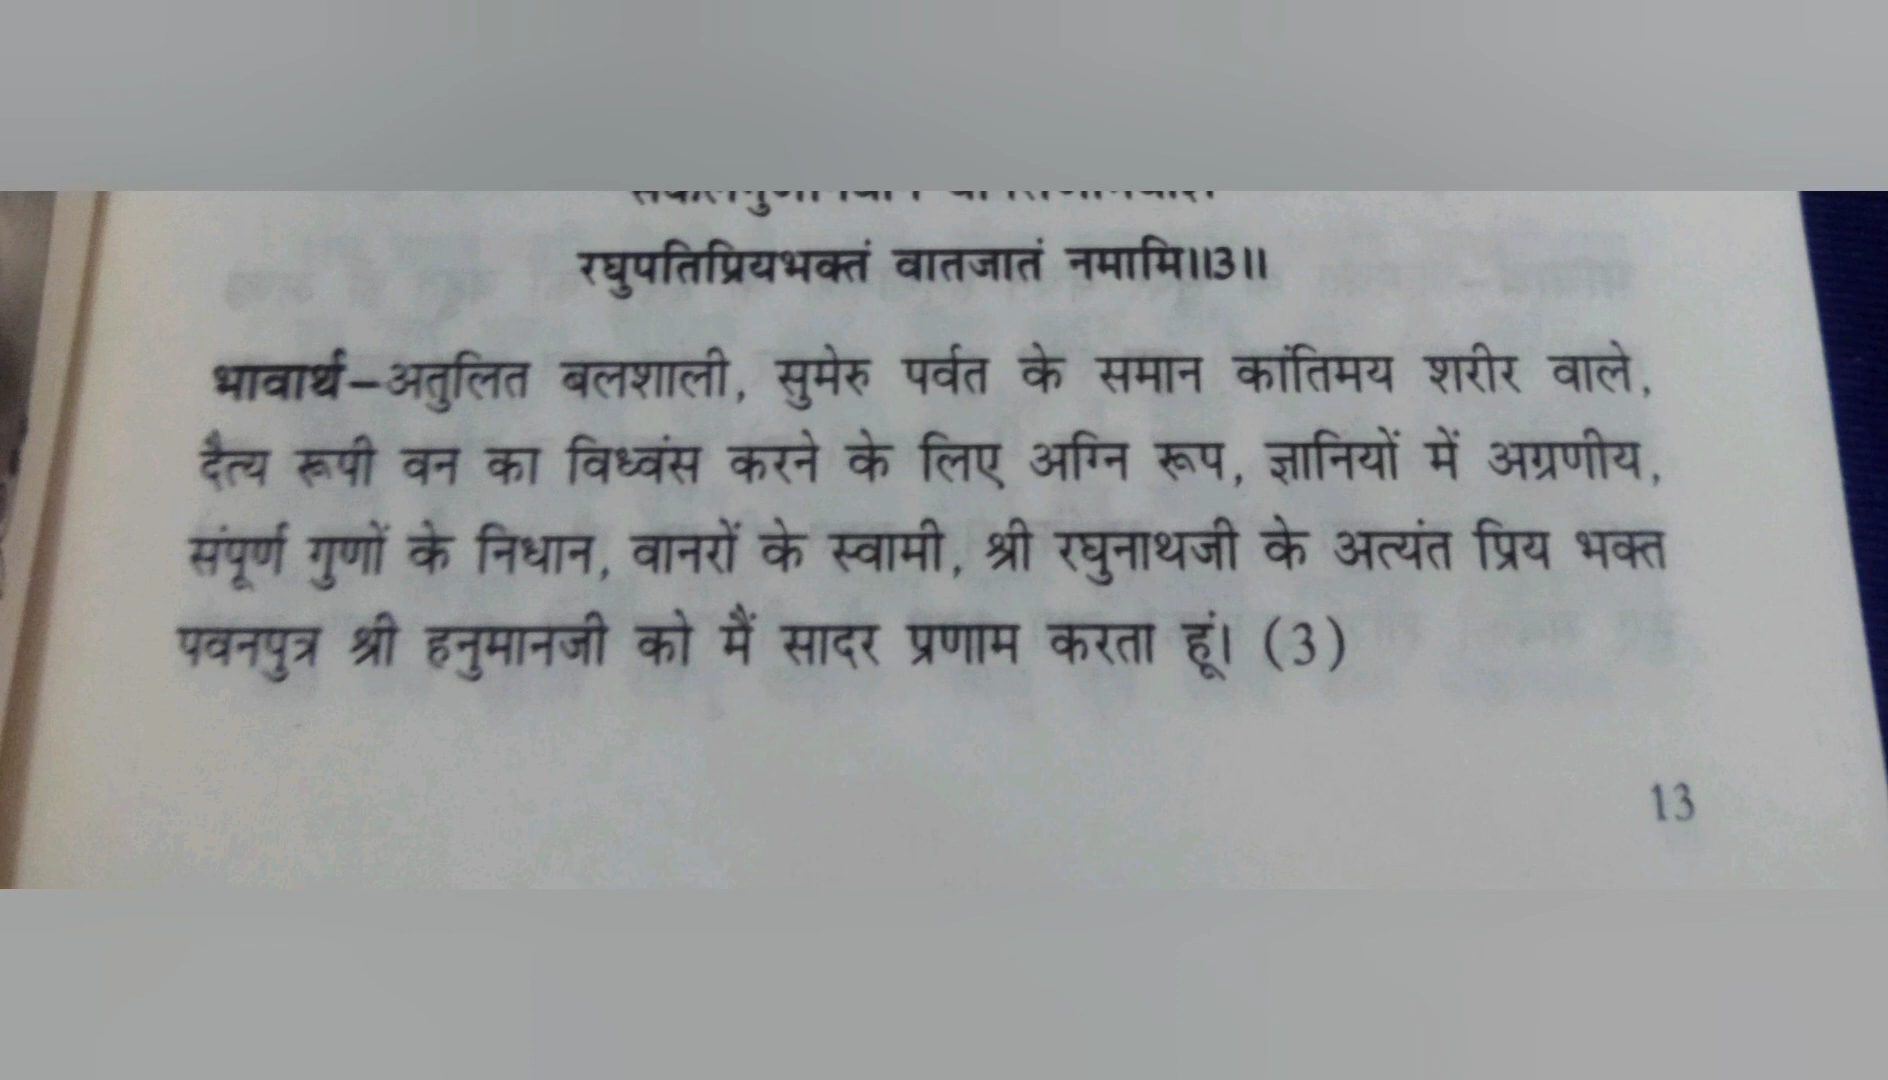 रघुपतिप्रियभक्तं वातजातं नमामि।।3।।
भावार्थ–अतुलित बलशाली, सुमेरु पर्वत के समान कांतिमय शरीर वाले,
दैत्य रूपी वन का विध्वंस करने के लिए अग्नि रूप, ज्ञानियों में अग्रणीय,
संपूर्ण गुणों के निधान, वानरों के स्वामी, श्री रघुनाथजी के अत्यंत प्रिय भक्त
पवनपुत्र श्री हनुमानजी को मैं सादर प्रणाम करता हूं। (3)
13